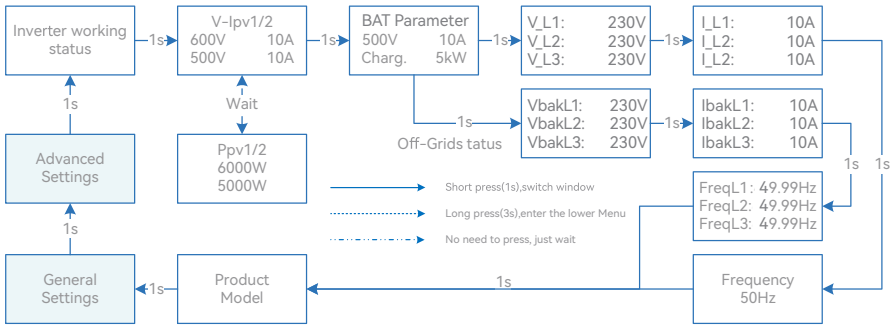 Inverter working
status
1s
V-Ipv1/2
600V 10A
500V 10A
1s
BAT Parameter
500V 10A
Charg. 5kW
1s
V_L1: 230V
V_L2: 230V
V_L3: 230V
1s
I_L1: 10A
I_L2: 10A
I_L2: 10A
1s
Wait
1s
Off-Grids tatus
VbakL1: 230V
VbakL2: 230V
VbakL3: 230V
1s
IbakL1: 10A
IbakL2: 10A
IbakL3: 10A
1s
1s
Advanced
Settings
Ppv1/2
6000W
5000W
Short press(1s),switch window
Long press(3s),enter the lower Menu
No need to press, just wait
FreqL1: 49.99Hz
FreqL2: 49.99Hz
FreqL3: 49.99Hz
1s
General
Settings
1s
Product
Model
1s
Frequency
50Hz